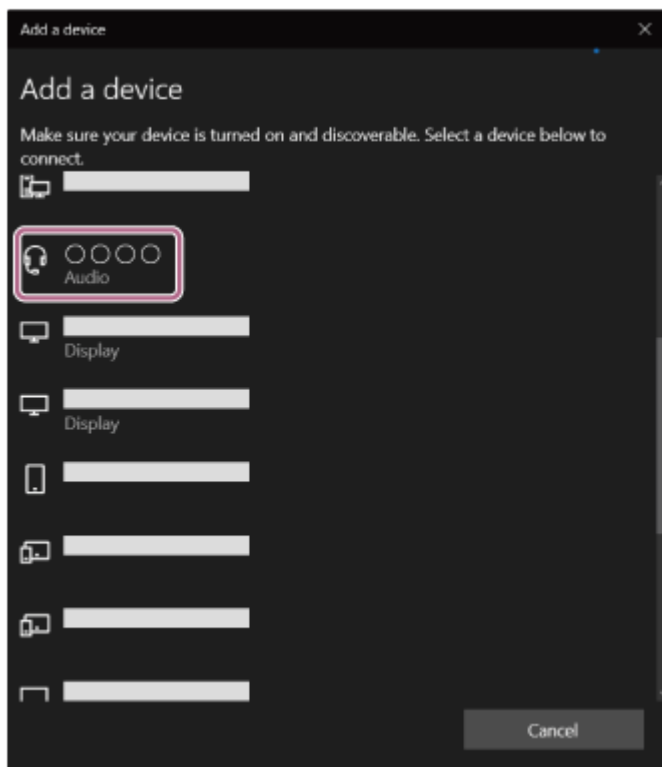 Add a device
Add a device
Make sure your device is turned on and discoverable. Select a device below to
connect.
○○○○
Audio
Display
Display
Cancel